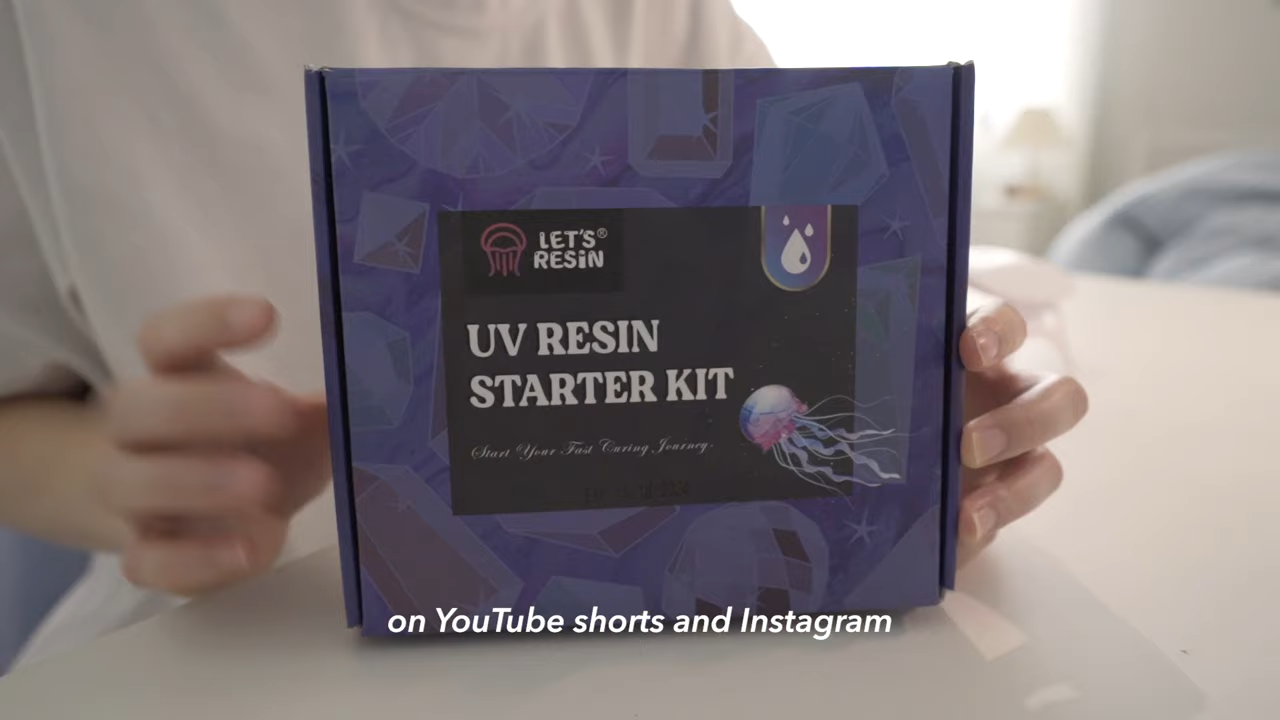 LET'S®
RESiN
UV RESIN
STARTER KIT
Start Your Fast Curing Journey.
on YouTube shorts and Instagram